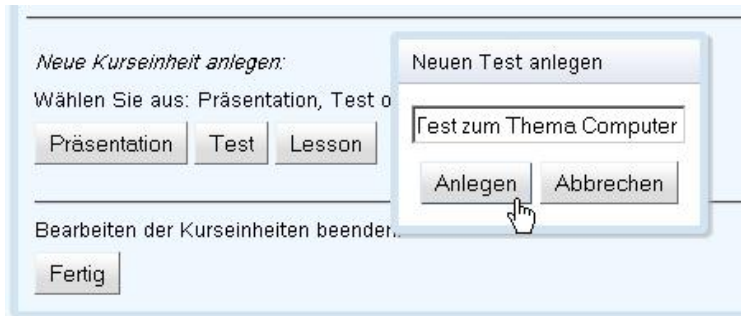 Neue Kurseinheit anlegen:
Wählen Sie aus: Präsentation, Test o
Präsentation
Test
Lesson
Bearbeiten der Kurseinheiten beenden.
Fertig
Neuen Test anlegen
Test zum Thema Computer
Anlegen
Abbrechen